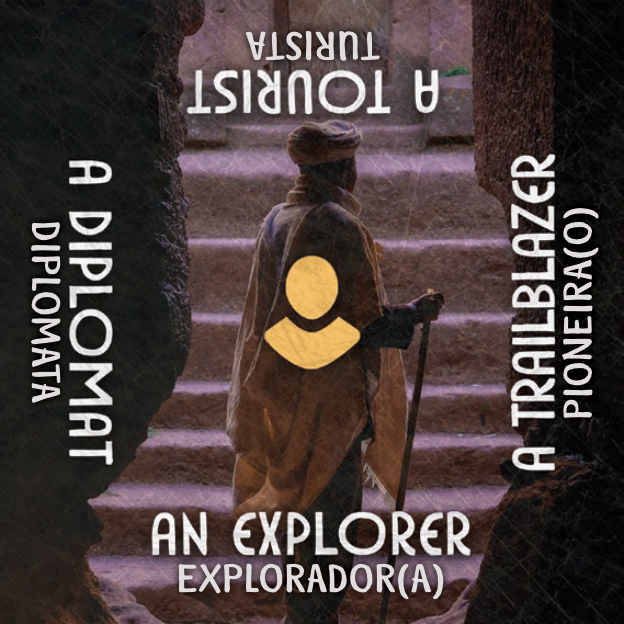 A TOURIST
TURISTA
A DIPLOMAT
DIPLOMATA
A TRAILBLAZER
PIONEIRA(O)
AN EXPLORER
EXPLORADOR(A)